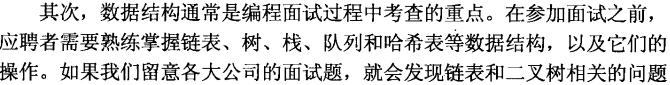 其次，数据结构通常是编程面试过程中考查的重点。在参加面试之前，
应聘者需要熟练掌握链表、树、栈、队列和哈希表等数据结构，以及它们的
操作。如果我们留意各大公司的面试题，就会发现链表和二叉树相关的问题